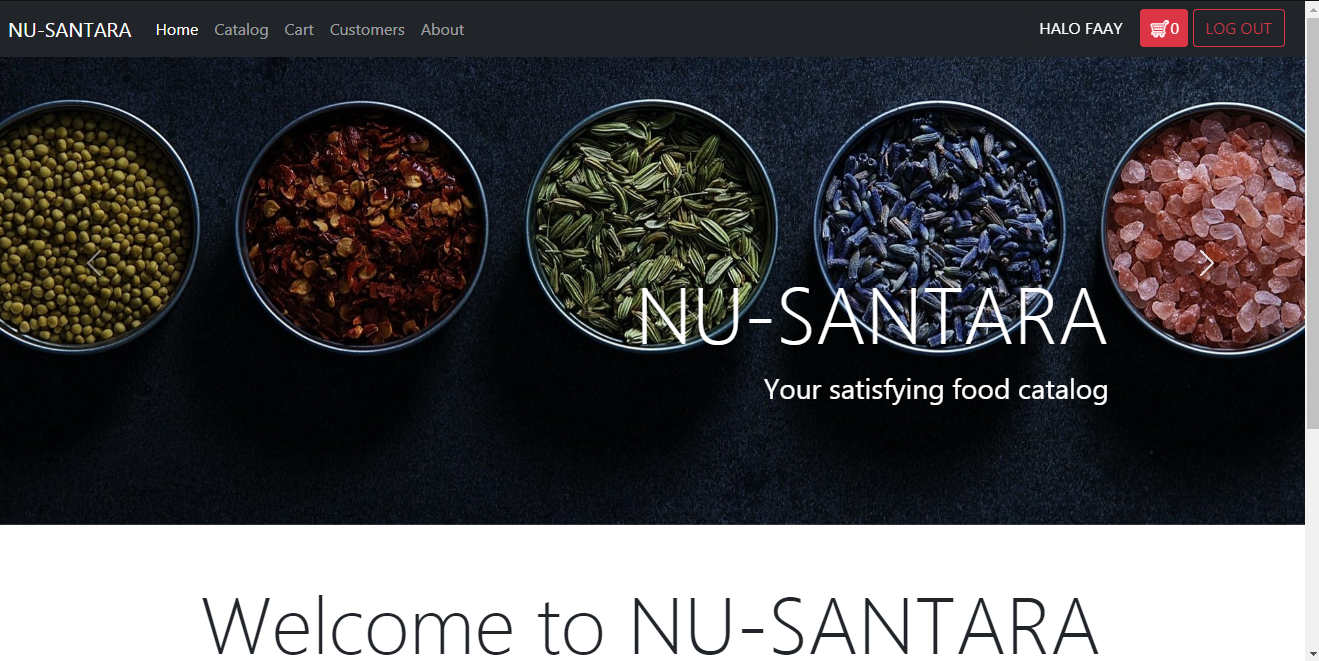 NU-SANTARA Home Catalog Cart Customers About HALO FAAY 0 LOG OUT
NU-SANTARA
Your satisfying food catalog
Welcome to NU-SANTARA